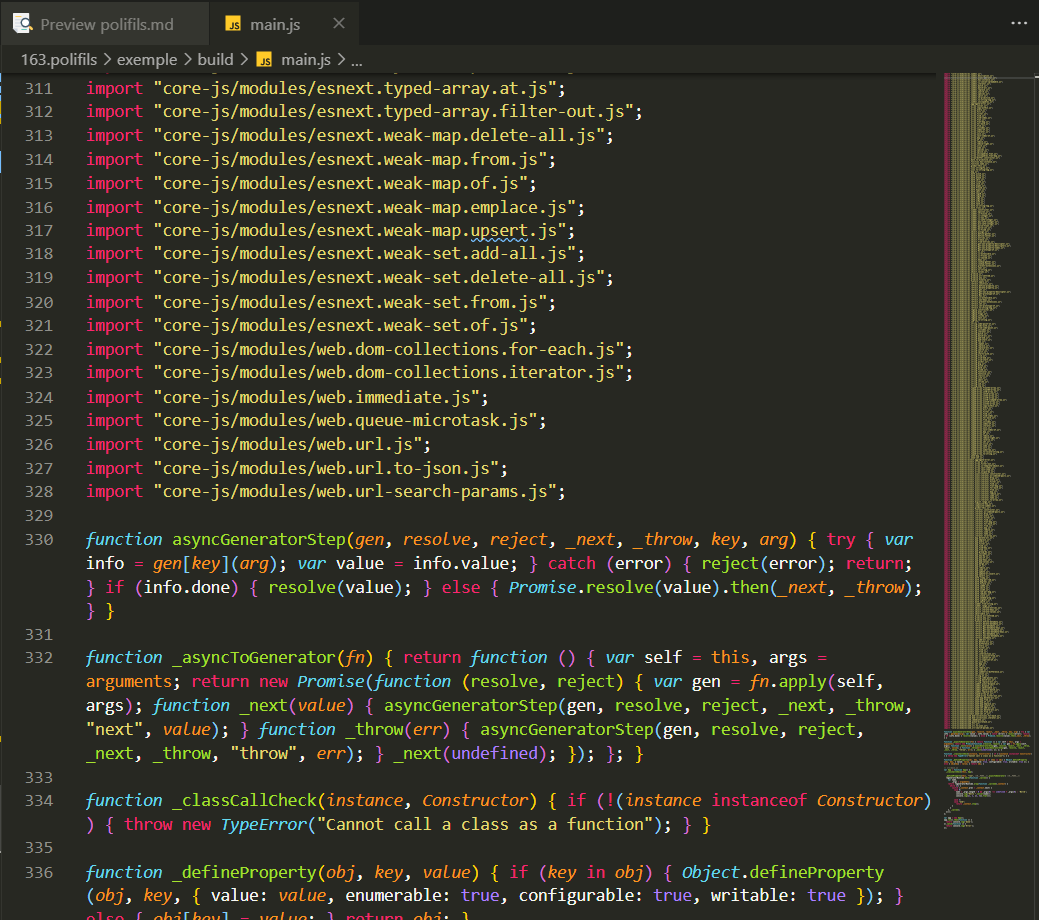 Preview polifils.md
JS main.js
163.polifils > exemple > build > JS main.js > ...
311 import "core-js/modules/esnext.typed-array.at.js";
312 import "core-js/modules/esnext.typed-array.filter-out.js";
313 import "core-js/modules/esnext.weak-map.delete-all.js";
314 import "core-js/modules/esnext.weak-map.from.js";
315 import "core-js/modules/esnext.weak-map.of.js";
316 import "core-js/modules/esnext.weak-map.emplace.js";
317 import "core-js/modules/esnext.weak-map.upsert.js";
318 import "core-js/modules/esnext.weak-set.add-all.js";
319 import "core-js/modules/esnext.weak-set.delete-all.js";
320 import "core-js/modules/esnext.weak-set.from.js";
321 import "core-js/modules/esnext.weak-set.of.js";
322 import "core-js/modules/web.dom-collections.for-each.js";
323 import "core-js/modules/web.dom-collections.iterator.js";
324 import "core-js/modules/web.immediate.js";
325 import "core-js/modules/web.queue-microtask.js";
326 import "core-js/modules/web.url.js";
327 import "core-js/modules/web.url.to-json.js";
328 import "core-js/modules/web.url-search-params.js";
329
330 function asyncGeneratorStep(gen, resolve, reject, _next, _throw, key, arg) { try { var
info = gen[key](arg); var value = info.value; } catch (error) { reject(error); return;
} if (info.done) { resolve(value); } else { Promise.resolve(value).then(_next, _throw);
} }
331
332 function _asyncToGenerator(fn) { return function () { var self = this, args =
arguments; return new Promise(function (resolve, reject) { var gen = fn.apply(self,
args); function _next(value) { asyncGeneratorStep(gen, resolve, reject, _next, _throw,
"next", value); } function _throw(err) { asyncGeneratorStep(gen, resolve, reject,
_next, _throw, "throw", err); } _next(undefined); }); }; }
333
334 function _classCallCheck(instance, Constructor) { if (!(instance instanceof Constructor)
) { throw new TypeError("Cannot call a class as a function"); } }
335
336 function _defineProperty(obj, key, value) { if (key in obj) { Object.defineProperty
(obj, key, { value: value, enumerable: true, configurable: true, writable: true }); }
else { obj[key] = value; } return obj; }